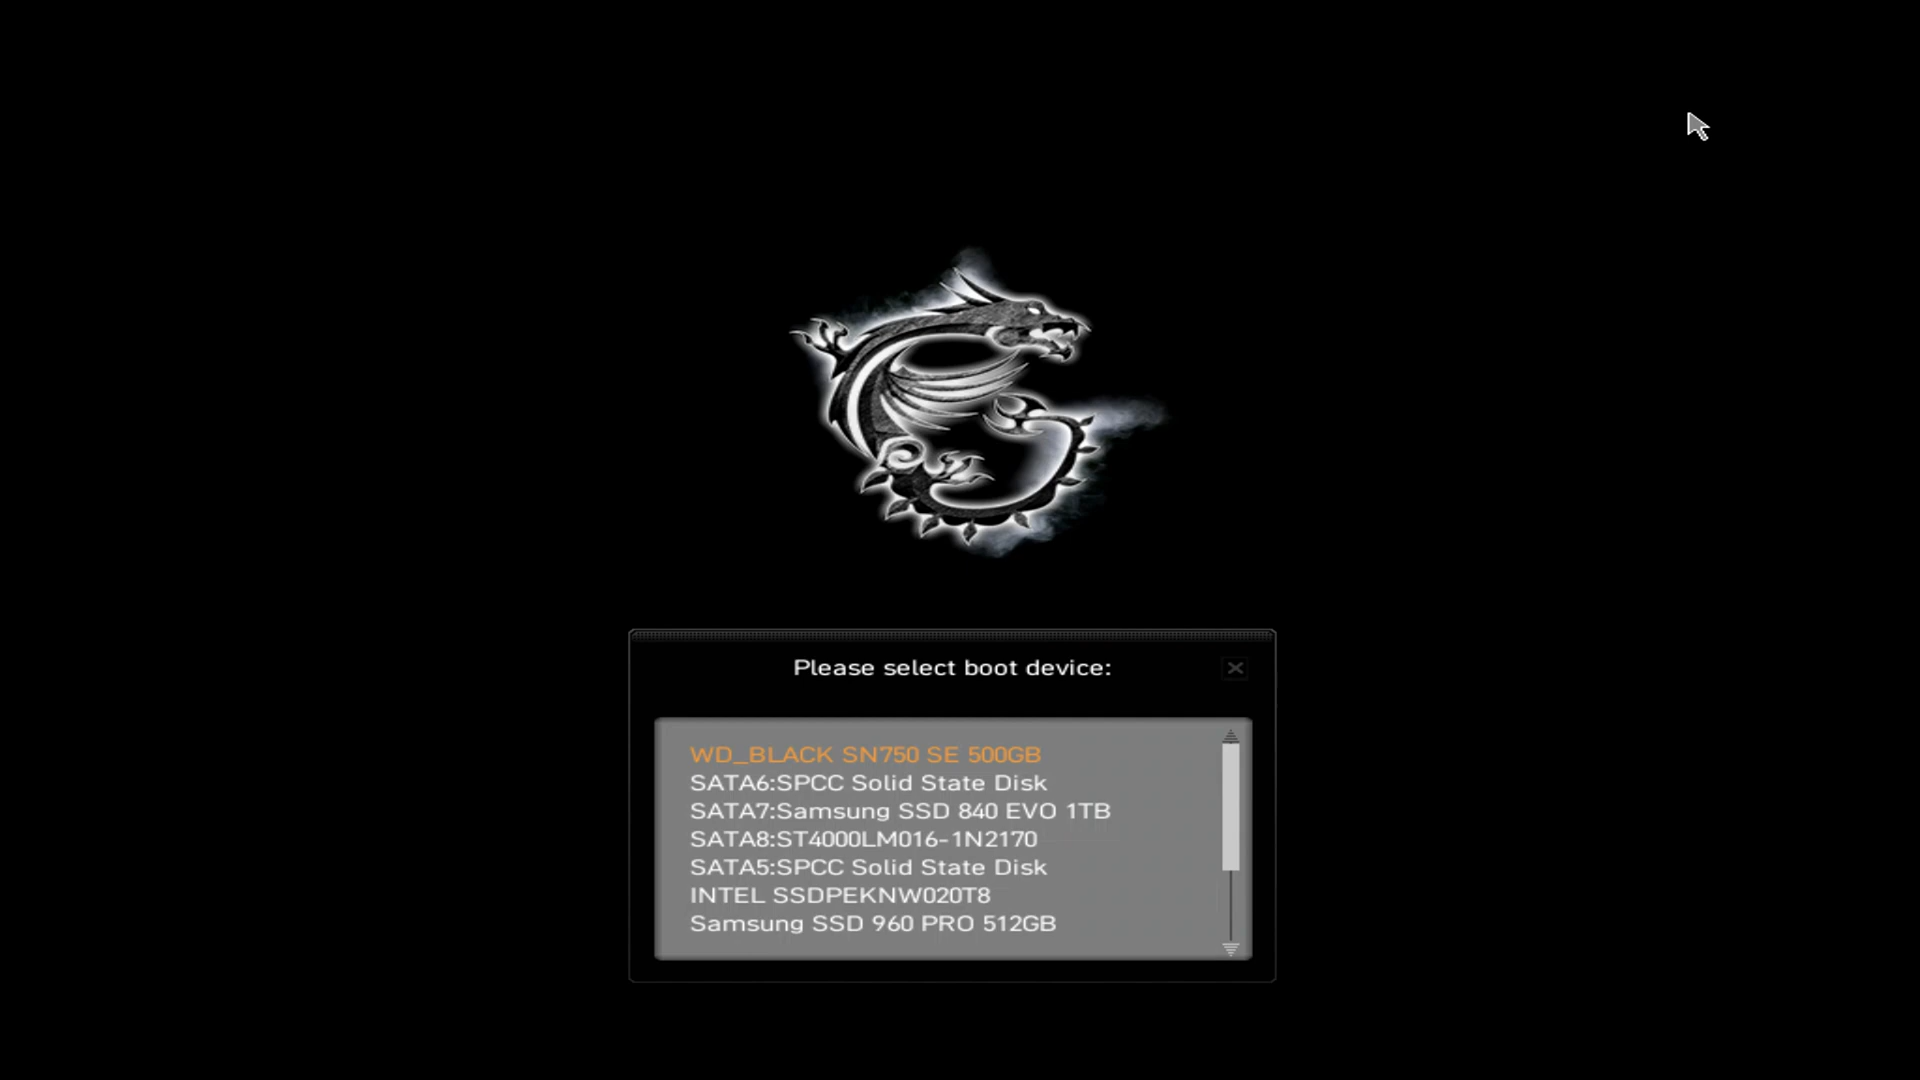 Please select boot device:
WD_BLACK SN750 SE 500GB
SATA6:SPCC Solid State Disk
SATA7:Samsung SSD 840 EVO 1TB
SATA8:ST4000LM016-1N2170
SATA5:SPCC Solid State Disk
INTEL SSDPEKNW020T8
Samsung SSD 960 PRO 512GB